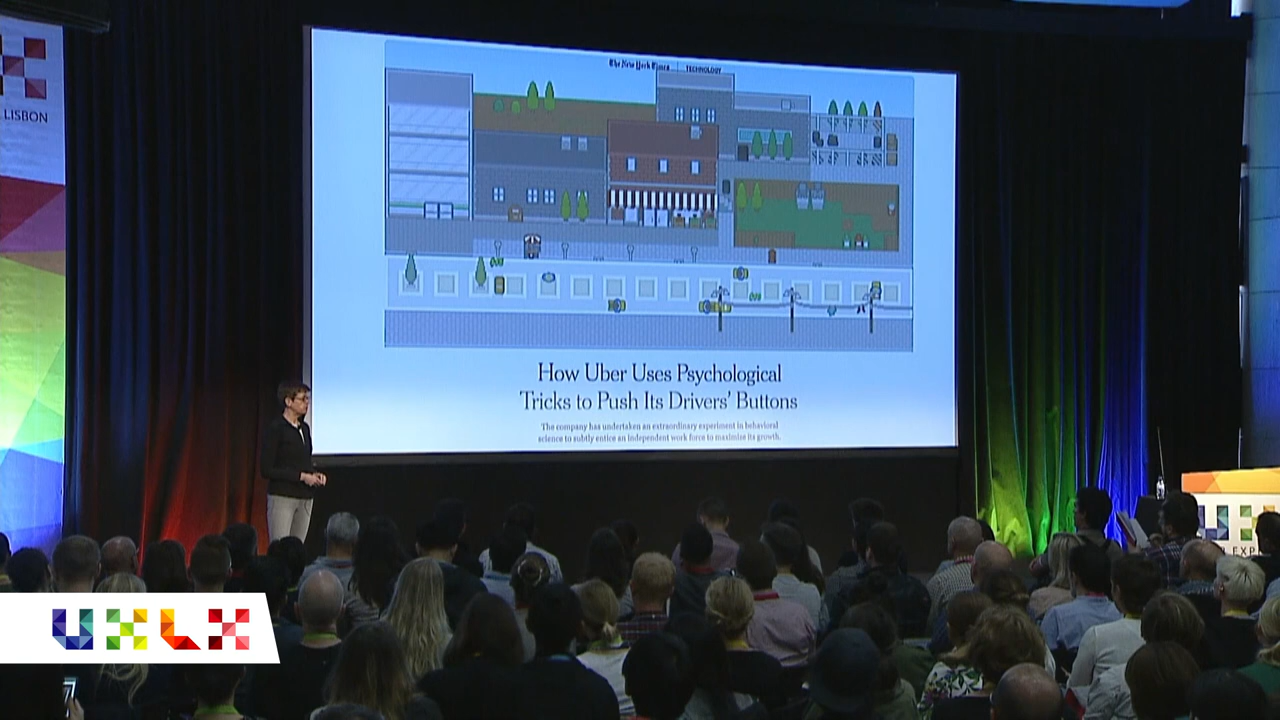 LISBON
The New York Times TECHNOLOGY
How Uber Uses Psychological
Tricks to Push Its Drivers' Buttons
The company has undertaken an extraordinary experiment in behavioral
science to subtly entice an independent work force to maximize its growth.
UXLX